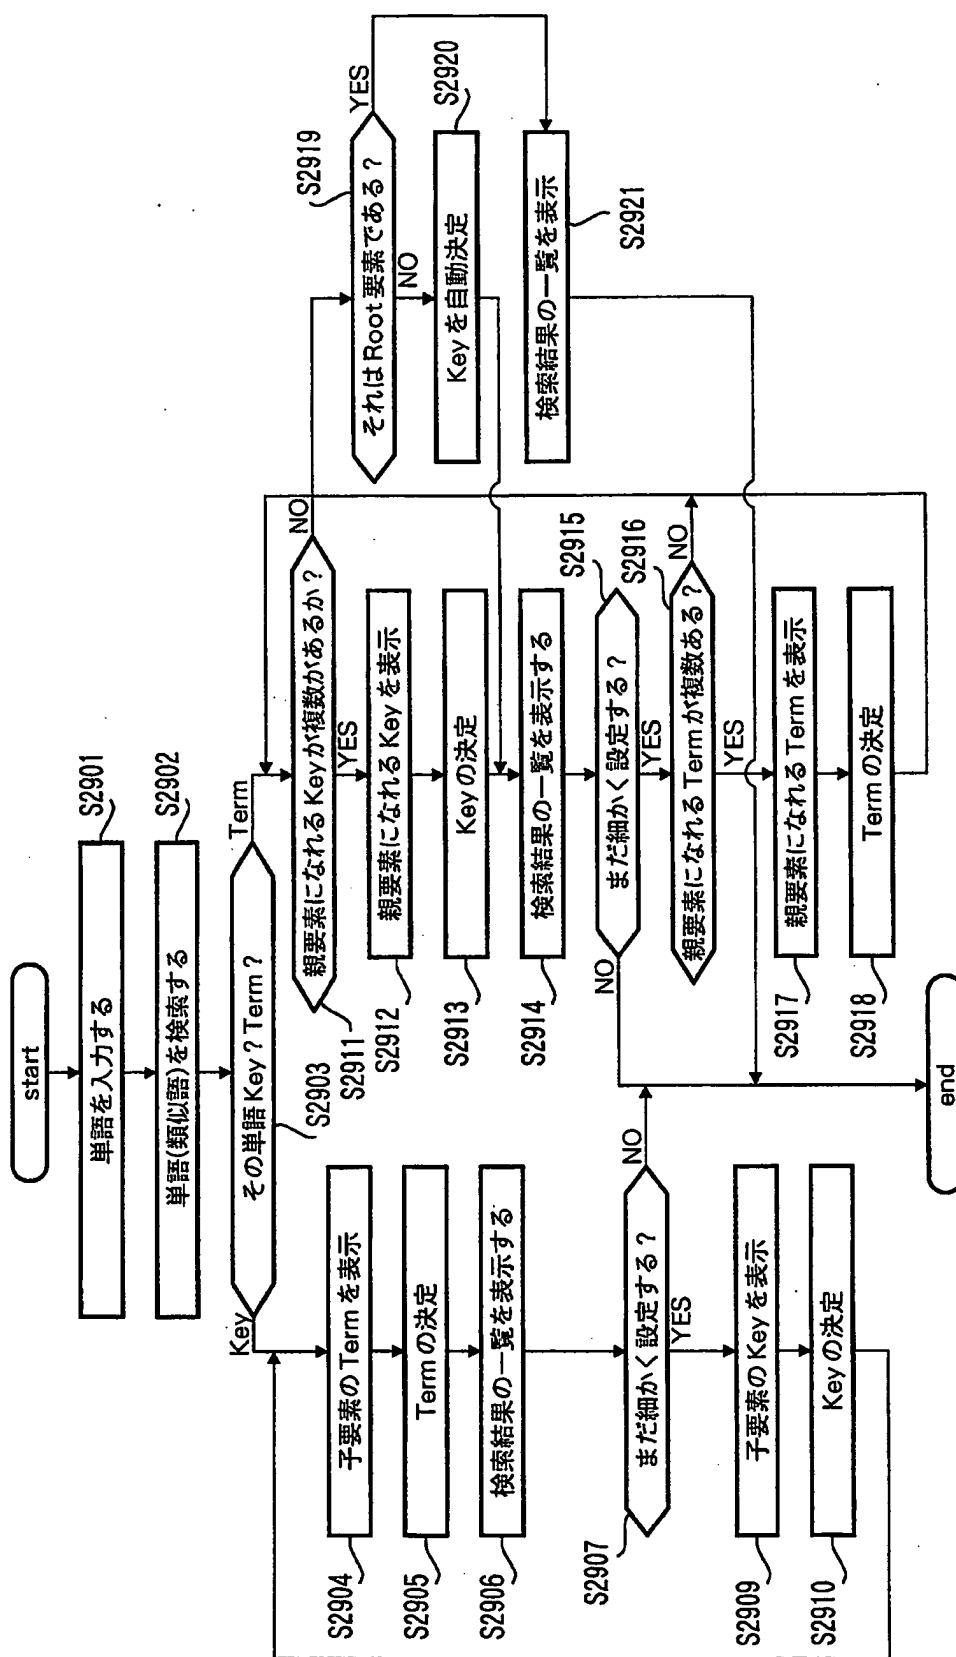 start
S2901
単語を入力する
S2902
単語(類似語)を検索する
その単語Key?Term?
S2903
Key
Term
S2904
子要素のTermを表示
S2905
Termの決定
S2906
検索結果の一覧を表示する
S2907
まだ細かく設定する?
NO
YES
S2909
子要素のKeyを表示
S2910
Keyの決定
親要素になれるKeyが複数があるか?
S2911
NO
YES
S2912
親要素になれるKeyを表示
S2913
Keyの決定
S2914
検索結果の一覧を表示する
S2915
まだ細かく設定する?
NO
YES
S2916
親要素になれるTermが複数ある?
NO
YES
S2917
親要素になれるTermを表示
S2918
Termの決定
S2919
それはRoot要素である?
YES
NO
S2920
Keyを自動決定
検索結果の一覧を表示
S2921
end